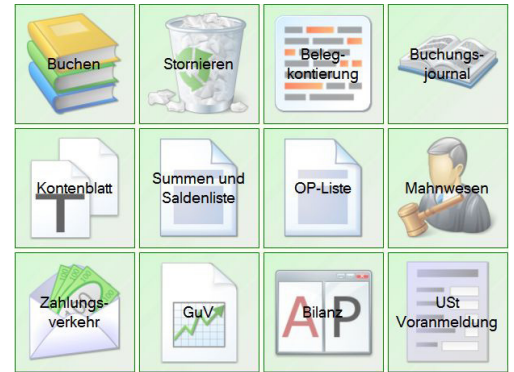 Buchen
Stornieren
Beleg-
kontierung
Buchungs-
journal
Kontenblatt
T
Summen und
Saldenliste
OP-Liste
Mahnwesen
Zahlungs-
verkehr
100
GuV
Bilanz
A P
USt
Voranmeldung